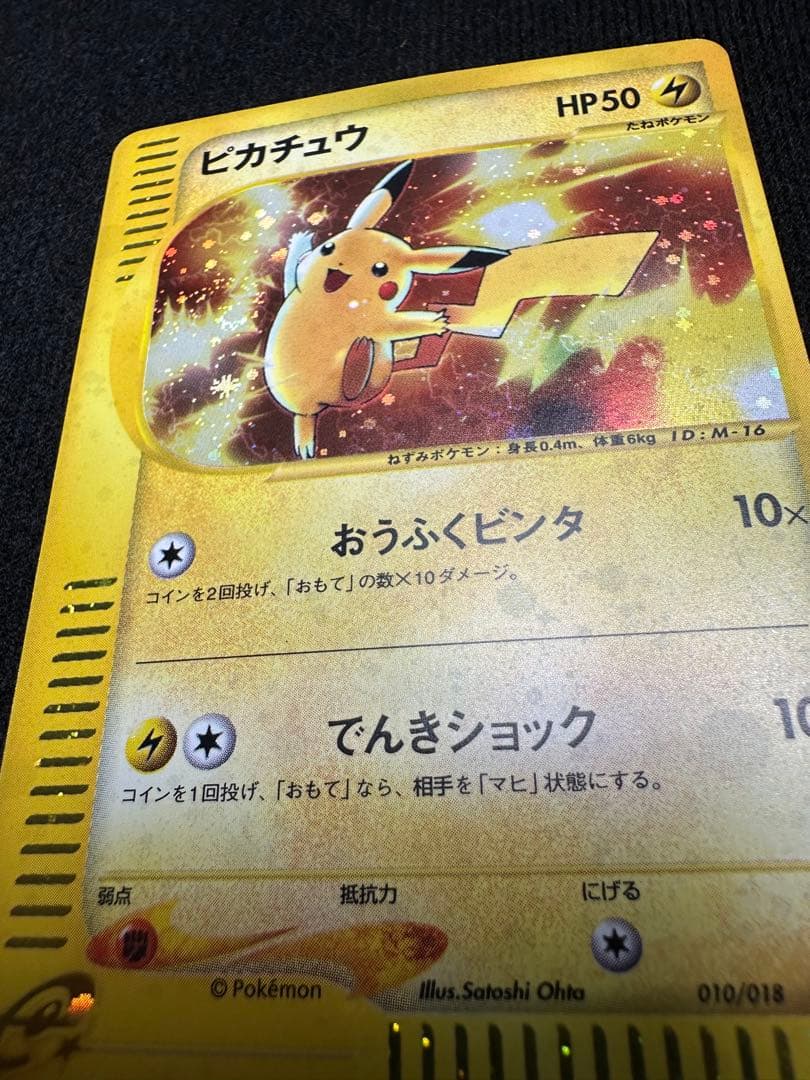 ピカチュウ HP50
たねポケモン
ねずみポケモン：身長0.4m、体重6kg ID:M-16
おうふくビンタ 10×
コインを2回投げ、「おもて」の数×10ダメージ。
でんきショック 10
コインを1回投げ、「おもて」なら、相手を「マヒ」状態にする。
弱点 抵抗力 にげる
©Pokémon Illus.Satoshi Ohta 010/018